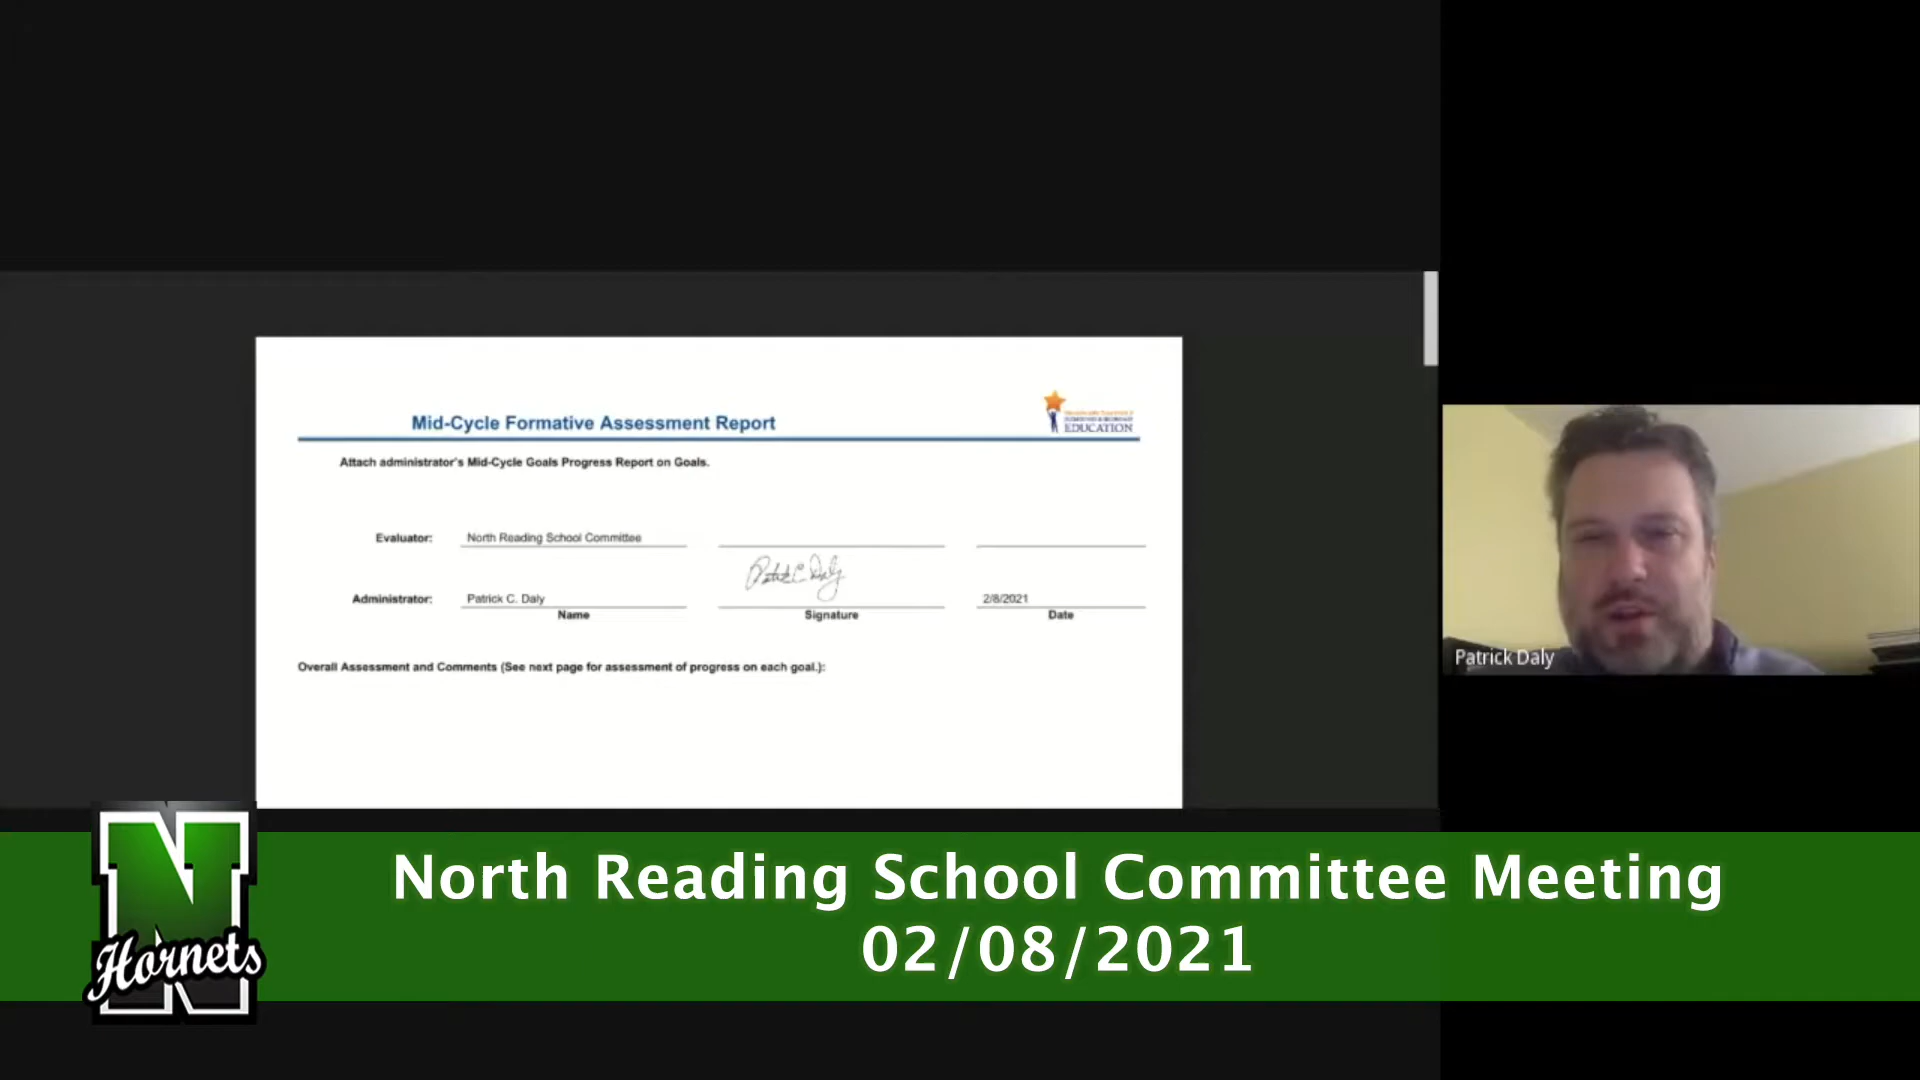 Mid-Cycle Formative Assessment Report
EDUCATION
Attach administrator's Mid-Cycle Goals Progress Report on Goals.
Evaluator: North Reading School Committee
Patrick C. Daly
Administrator: Patrick C. Daly 2/8/2021
Name Signature Date
Overall Assessment and Comments (See next page for assessment of progress on each goal.):
Patrick Daly
N
Hornets
North Reading School Committee Meeting
02/08/2021